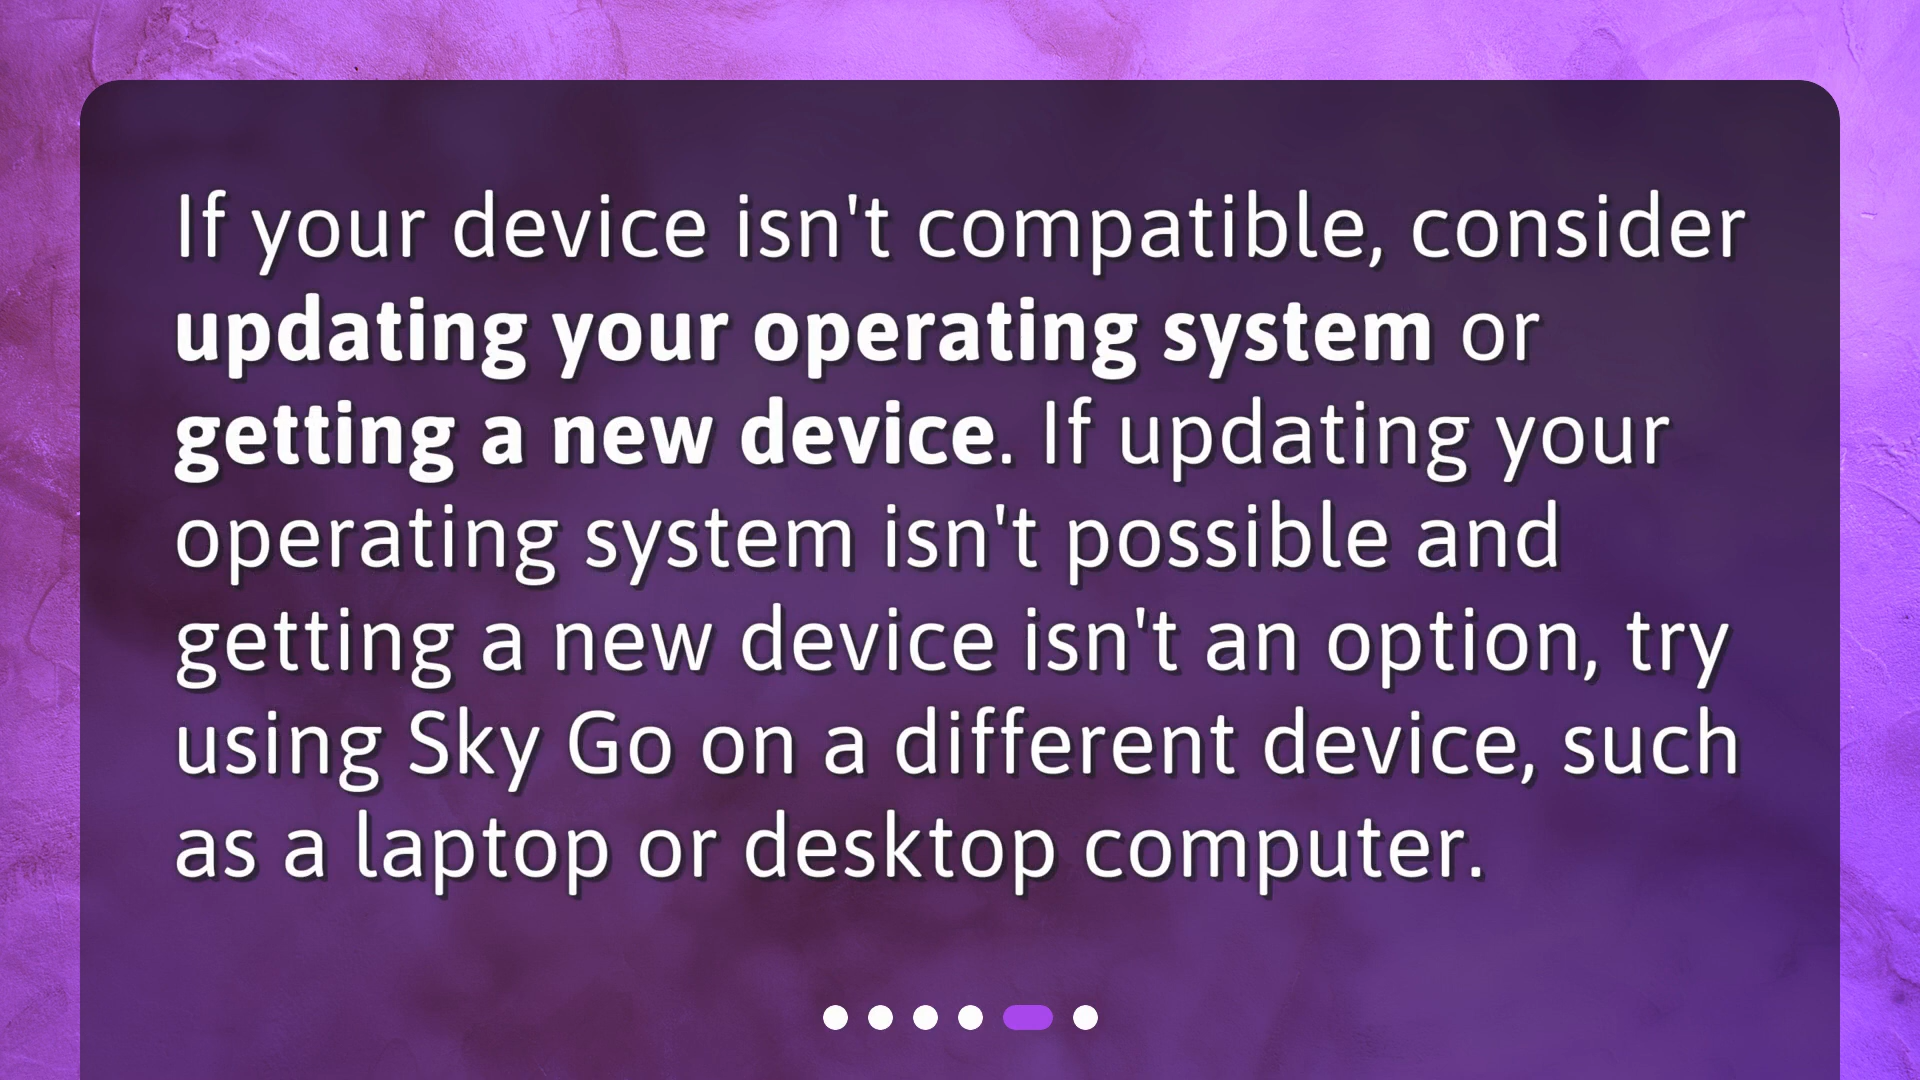 If your device isn't compatible, consider
updating your operating system or
getting a new device. If updating your
operating system isn't possible and
getting a new device isn't an option, try
using Sky Go on a different device, such
as a laptop or desktop computer.